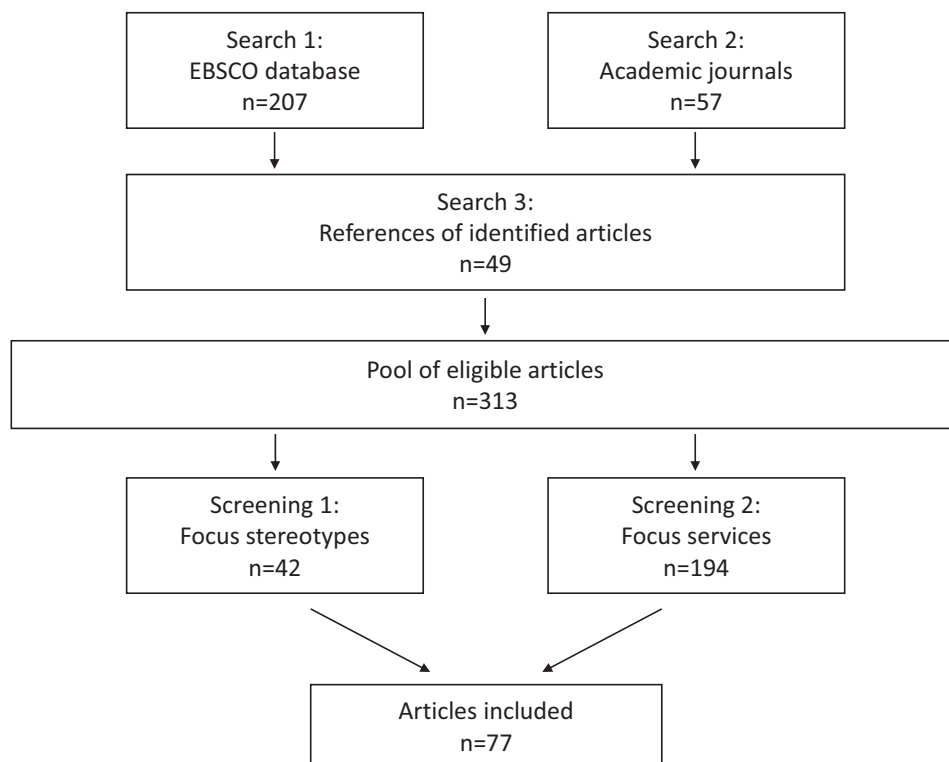 Search 1:
EBSCO database
n=207
Search 2:
Academic journals
n=57
Search 3:
References of identified articles
n=49
Pool of eligible articles
n=313
Screening 1:
Focus stereotypes
n=42
Screening 2:
Focus services
n=194
Articles included
n=77